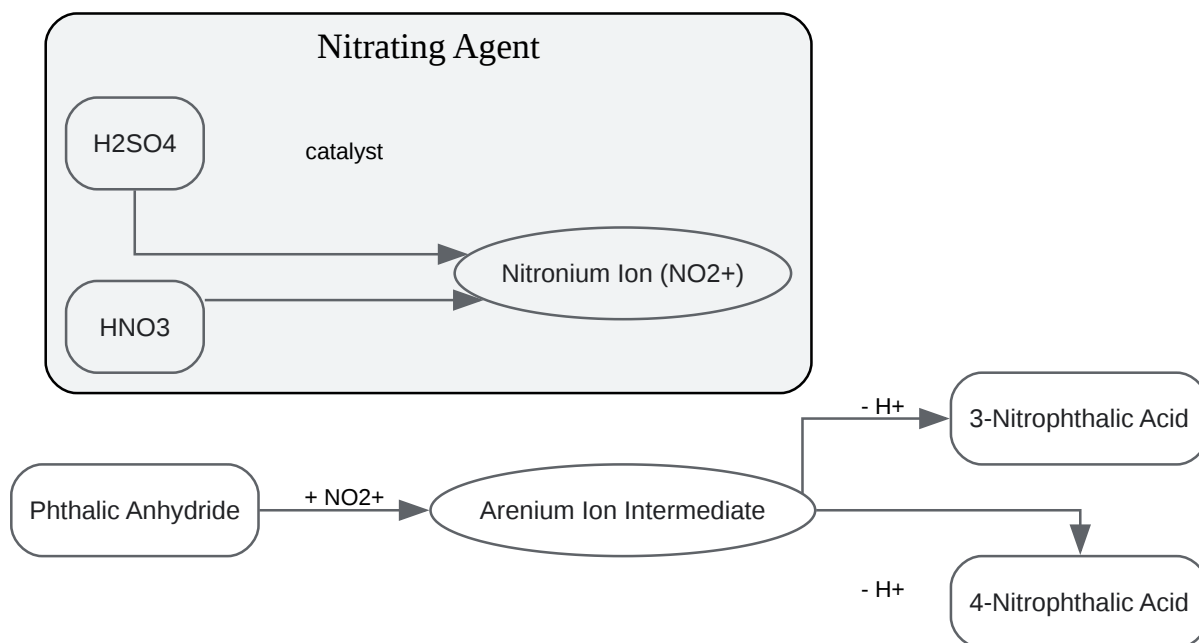 Nitrating Agent
H2SO4
catalyst
Nitronium Ion (NO2+)
HNO3
- H+
3-Nitrophthalic Acid
Phthalic Anhydride
+ NO2+
Arenium Ion Intermediate
- H+
4-Nitrophthalic Acid